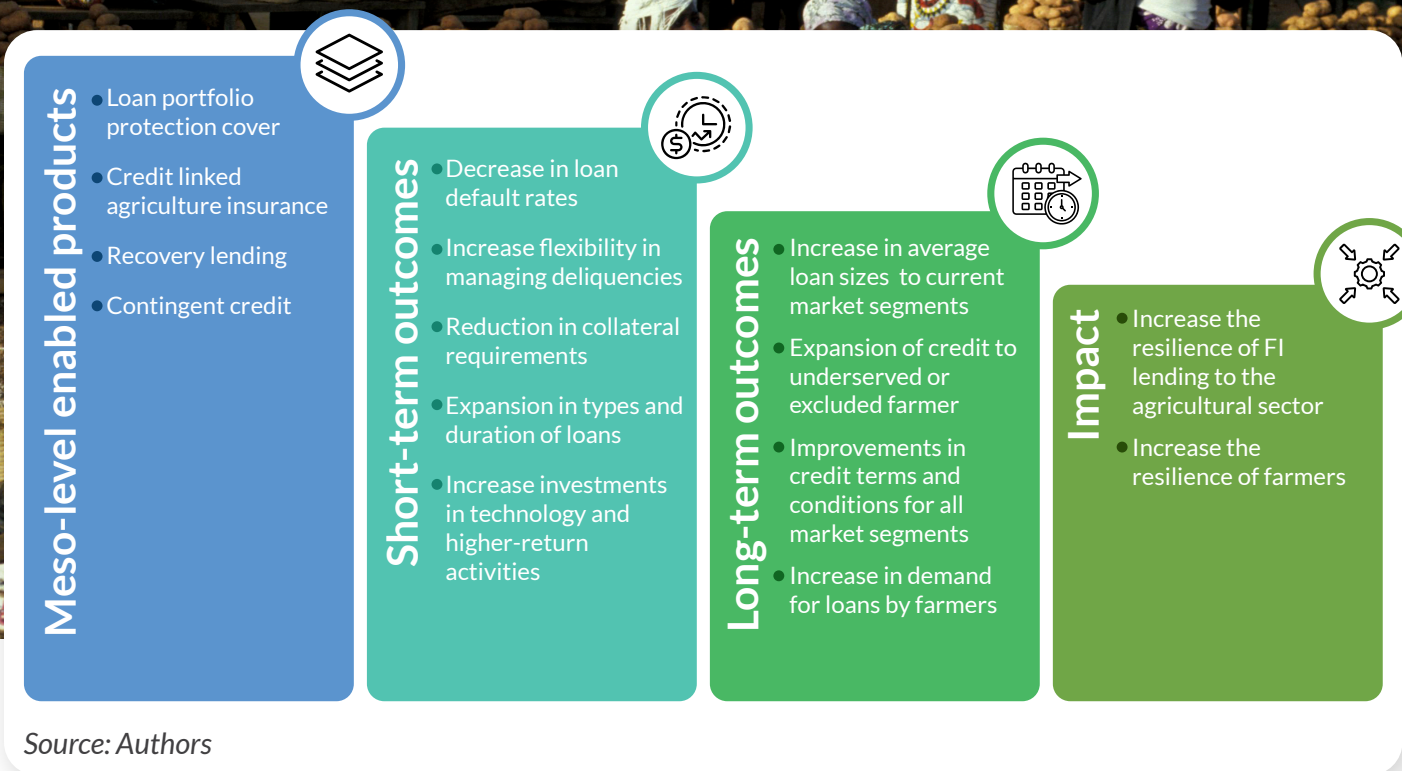 Meso-level enabled products
Loan portfolio
protection cover
Credit linked
agriculture insurance
Recovery lending
Contingent credit
Short-term outcomes
Decrease in loan
default rates
Increase flexibility in
managing deliquencies
Reduction in collateral
requirements
Expansion in types and
duration of loans
Increase investments
in technology and
higher-return
activities
Long-term outcomes
Increase in average
loan sizes to current
market segments
Expansion of credit to
underserved or
excluded farmer
Improvements in
credit terms and
conditions for all
market segments
Increase in demand
for loans by farmers
Impact
Increase the
resilience of FI
lending to the
agricultural sector
Increase the
resilience of farmers
$
Source: Authors